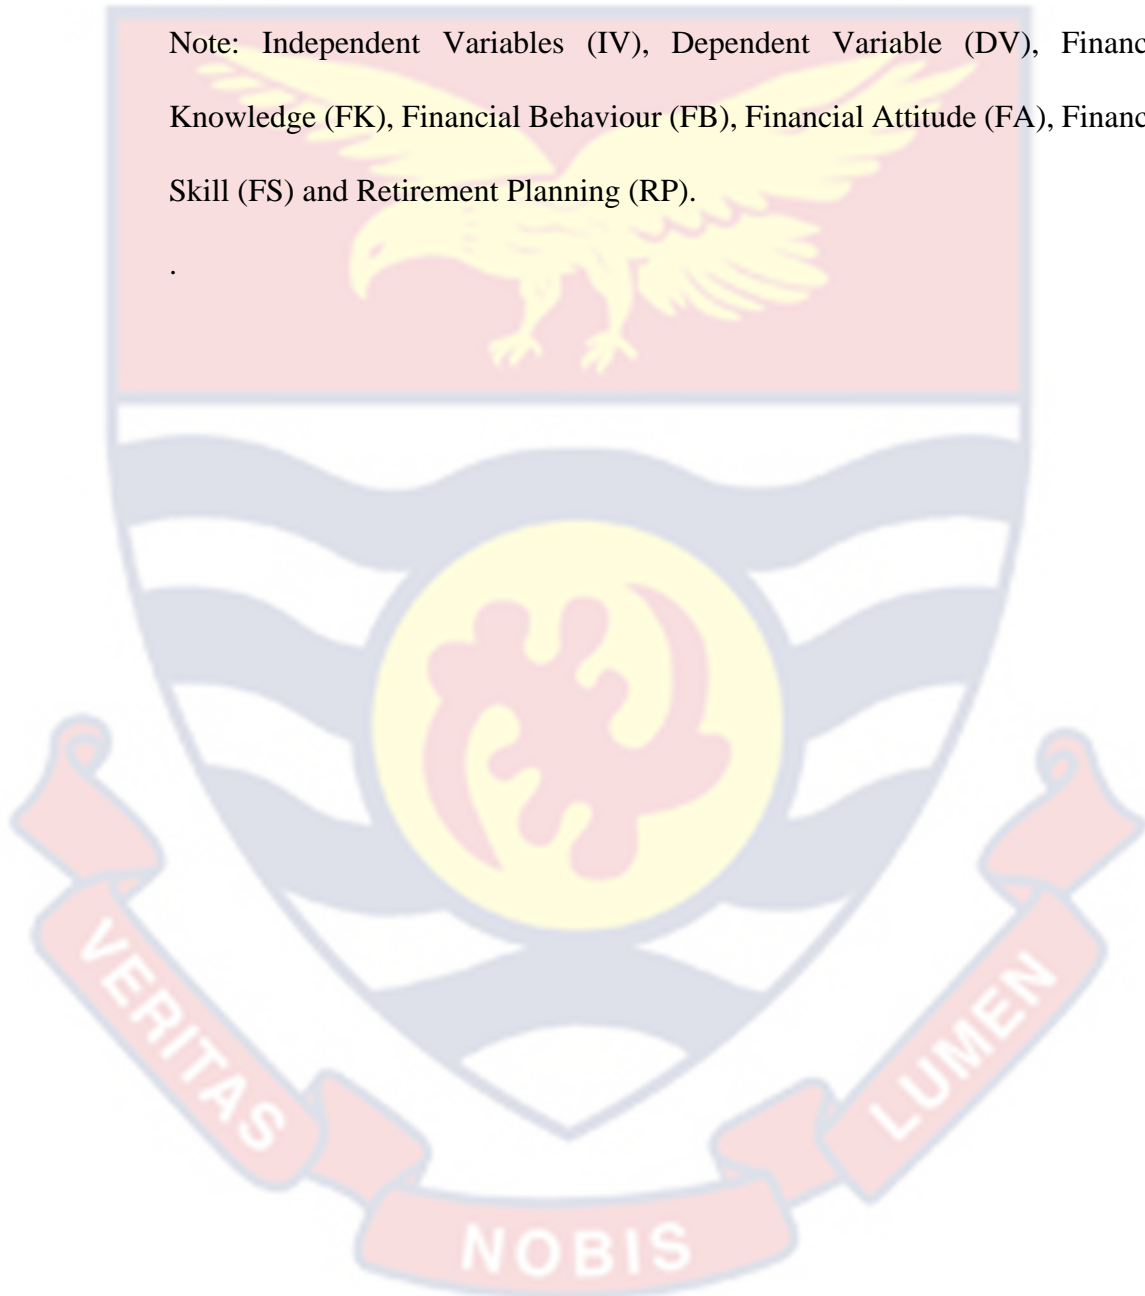 Note: Independent Variables (IV), Dependent Variable (DV), Financ
Knowledge (FK), Financial Behaviour (FB), Financial Attitude (FA), Financ
Skill (FS) and Retirement Planning (RP).
.
VERITAS
NOBIS
LUMEN